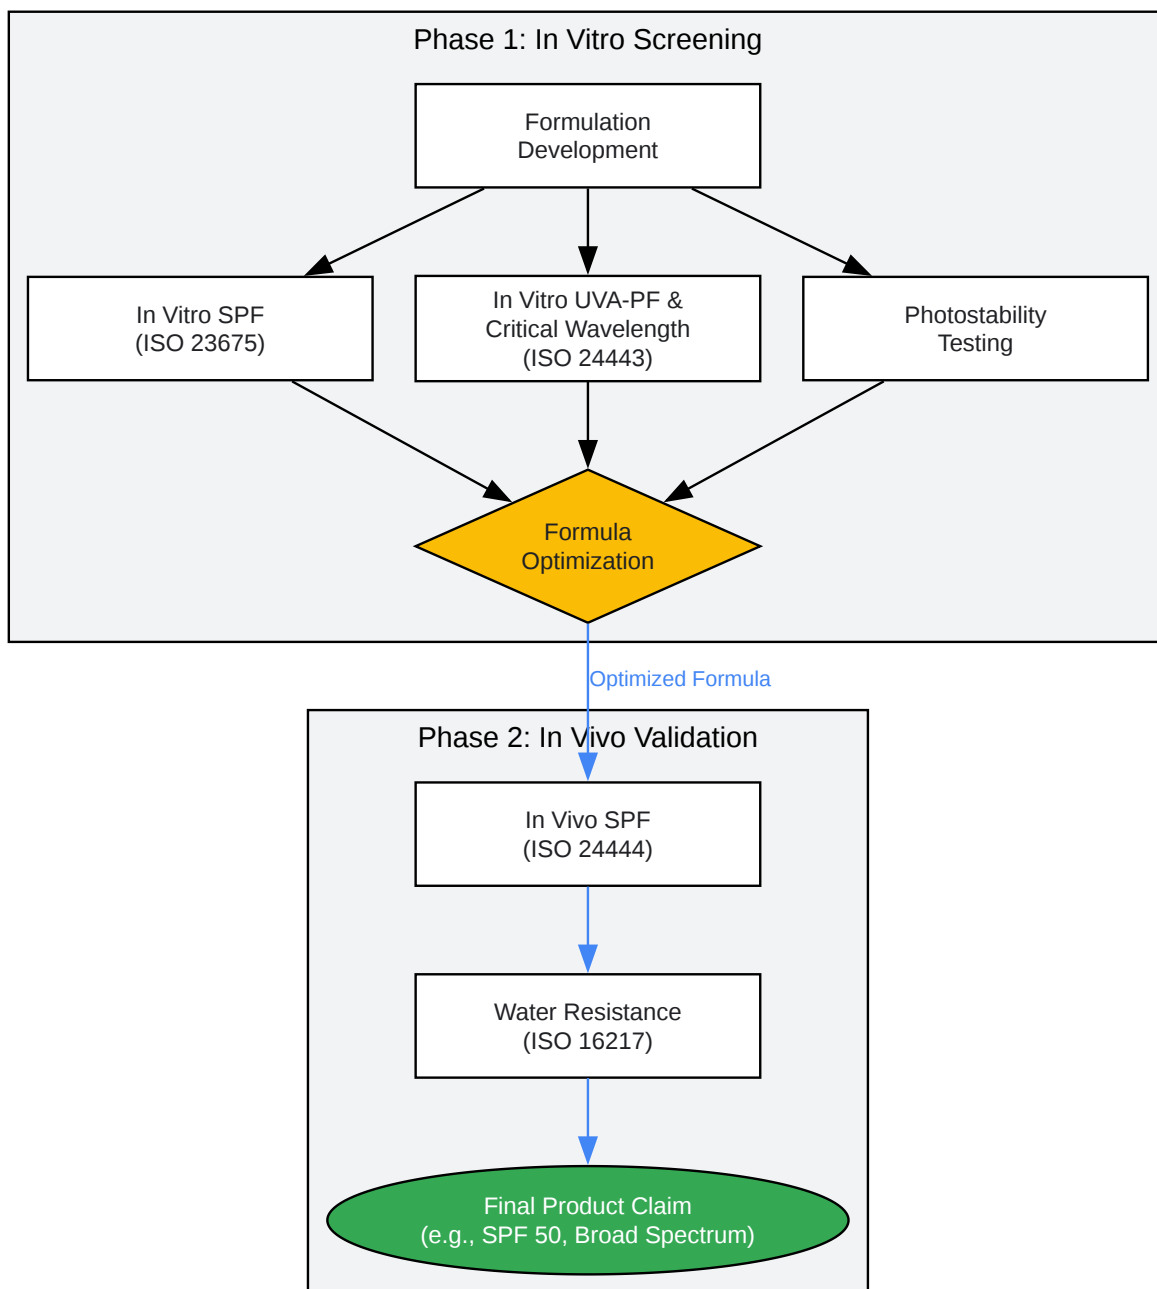 Phase 1: In Vitro Screening
Formulation
Development
In Vitro SPF
(ISO 23675)
In Vitro UVA-PF &
Critical Wavelength
(ISO 24443)
Photostability
Testing
Formula
Optimization
Optimized Formula
Phase 2: In Vivo Validation
In Vivo SPF
(ISO 24444)
Water Resistance
(ISO 16217)
Final Product Claim
(e.g., SPF 50, Broad Spectrum)